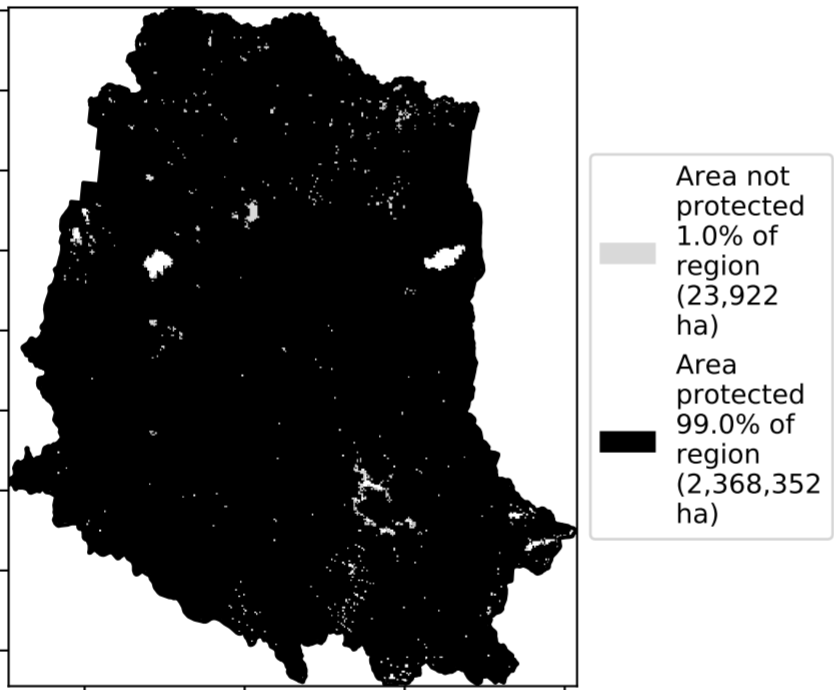 Area not
protected
1.0% of
region
(23,922
ha)
Area
protected
99.0% of
region
(2,368,352
ha)